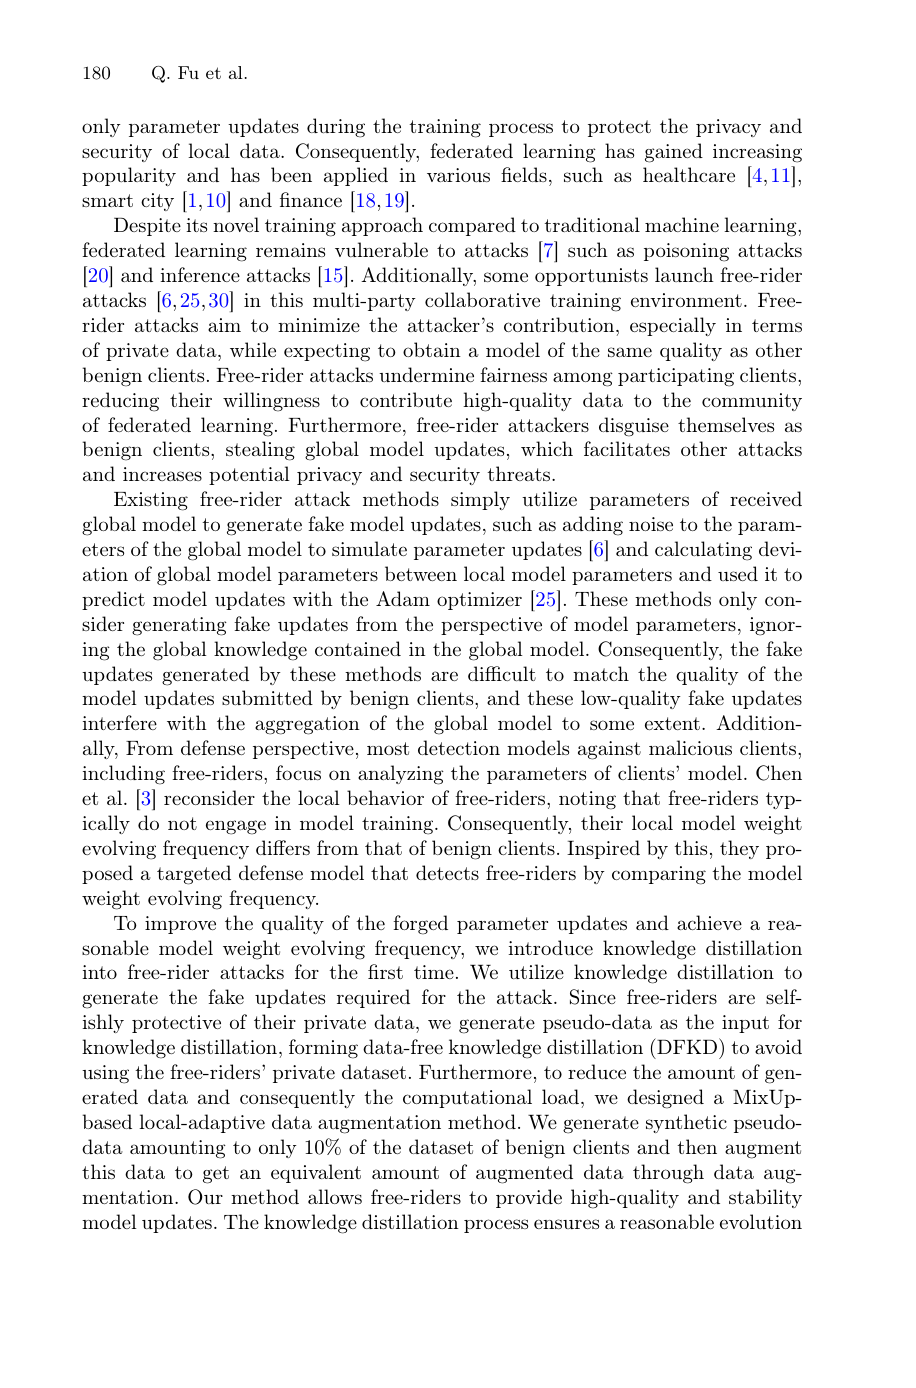 180 Q. Fu et al.
only parameter updates during the training process to protect the privacy and
security of local data. Consequently, federated learning has gained increasing
popularity and has been applied in various fields, such as healthcare [4,11],
smart city [1,10] and finance [18,19].
Despite its novel training approach compared to traditional machine learning,
federated learning remains vulnerable to attacks [7] such as poisoning attacks
[20] and inference attacks [15]. Additionally, some opportunists launch free-rider
attacks [6,25,30] in this multi-party collaborative training environment. Free-
rider attacks aim to minimize the attacker's contribution, especially in terms
of private data, while expecting to obtain a model of the same quality as other
benign clients. Free-rider attacks undermine fairness among participating clients,
reducing their willingness to contribute high-quality data to the community
of federated learning. Furthermore, free-rider attackers disguise themselves as
benign clients, stealing global model updates, which facilitates other attacks
and increases potential privacy and security threats.
Existing free-rider attack methods simply utilize parameters of received
global model to generate fake model updates, such as adding noise to the param-
eters of the global model to simulate parameter updates [6] and calculating devi-
ation of global model parameters between local model parameters and used it to
predict model updates with the Adam optimizer [25]. These methods only con-
sider generating fake updates from the perspective of model parameters, ignor-
ing the global knowledge contained in the global model. Consequently, the fake
updates generated by these methods are difficult to match the quality of the
model updates submitted by benign clients, and these low-quality fake updates
interfere with the aggregation of the global model to some extent. Addition-
ally, From defense perspective, most detection models against malicious clients,
including free-riders, focus on analyzing the parameters of clients' model. Chen
et al. [3] reconsider the local behavior of free-riders, noting that free-riders typ-
ically do not engage in model training. Consequently, their local model weight
evolving frequency differs from that of benign clients. Inspired by this, they pro-
posed a targeted defense model that detects free-riders by comparing the model
weight evolving frequency.
To improve the quality of the forged parameter updates and achieve a rea-
sonable model weight evolving frequency, we introduce knowledge distillation
into free-rider attacks for the first time. We utilize knowledge distillation to
generate the fake updates required for the attack. Since free-riders are self-
ishly protective of their private data, we generate pseudo-data as the input for
knowledge distillation, forming data-free knowledge distillation (DFKD) to avoid
using the free-riders' private dataset. Furthermore, to reduce the amount of gen-
erated data and consequently the computational load, we designed a MixUp-
based local-adaptive data augmentation method. We generate synthetic pseudo-
data amounting to only 10% of the dataset of benign clients and then augment
this data to get an equivalent amount of augmented data through data aug-
mentation. Our method allows free-riders to provide high-quality and stability
model updates. The knowledge distillation process ensures a reasonable evolution